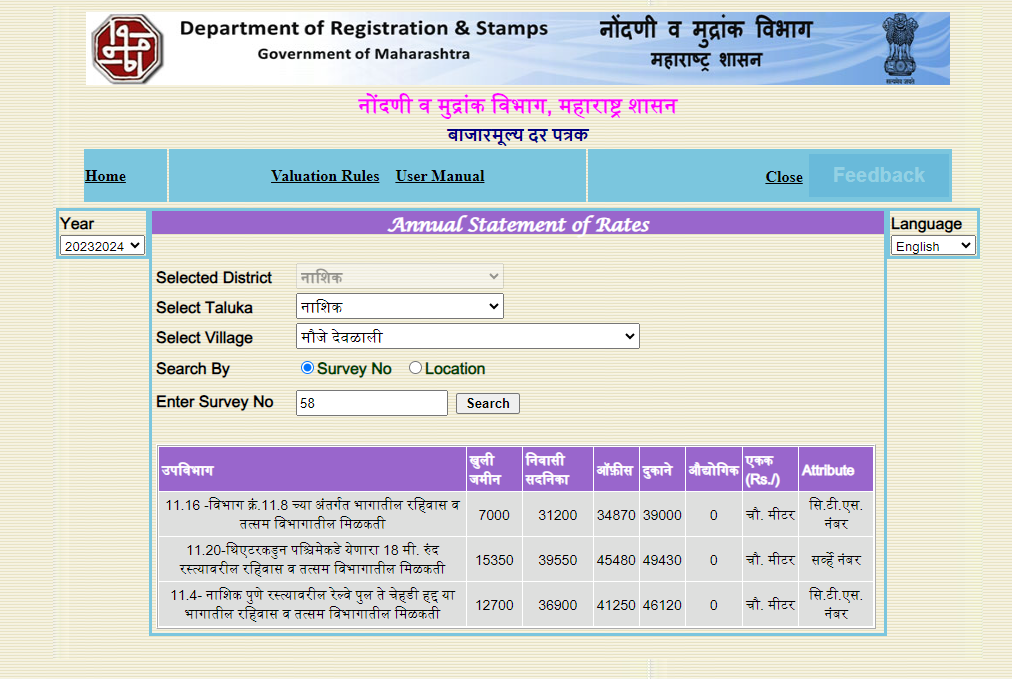 Department of Registration & Stamps
Government of Maharashtra
नोंदणी व मुद्रांक विभाग
महाराष्ट्र शासन
सत्यमेव जयते
नोंदणी व मुद्रांक विभाग, महाराष्ट्र शासन
बाजारमूल्य दर पत्रक
Home Valuation Rules User Manual Close Feedback
Year Annual Statement of Rates Language
20232024 English
Selected District नाशिक
Select Taluka नाशिक
Select Village मौजे देवळाली
Search By Survey No Location
Enter Survey No 58 Search
उपविभाग खुली जमीन निवासी सदनिका ऑफ़ीस दुकाने औद्योगिक एकक (Rs./) Attribute
11.16 -विभाग क्रं.11.8 च्या अंतर्गत भागातील रहिवास व
तत्सम विभागातील मिळकती 7000 31200 34870 39000 0 चौ. मीटर सि.टी.एस. नंबर
11.20-थिएटरकडुन पश्चिमेकडे येणारा 18 मी. रुंद
रस्त्यावरील रहिवास व तत्सम विभागातील मिळकती 15350 39550 45480 49430 0 चौ. मीटर सर्व्हे नंबर
11.4- नाशिक पुणे रस्त्यावरील रेल्वे पुल ते चेहडी हद्द या
भागातील रहिवास व तत्सम विभागातील मिळकती 12700 36900 41250 46120 0 चौ. मीटर सि.टी.एस. नंबर